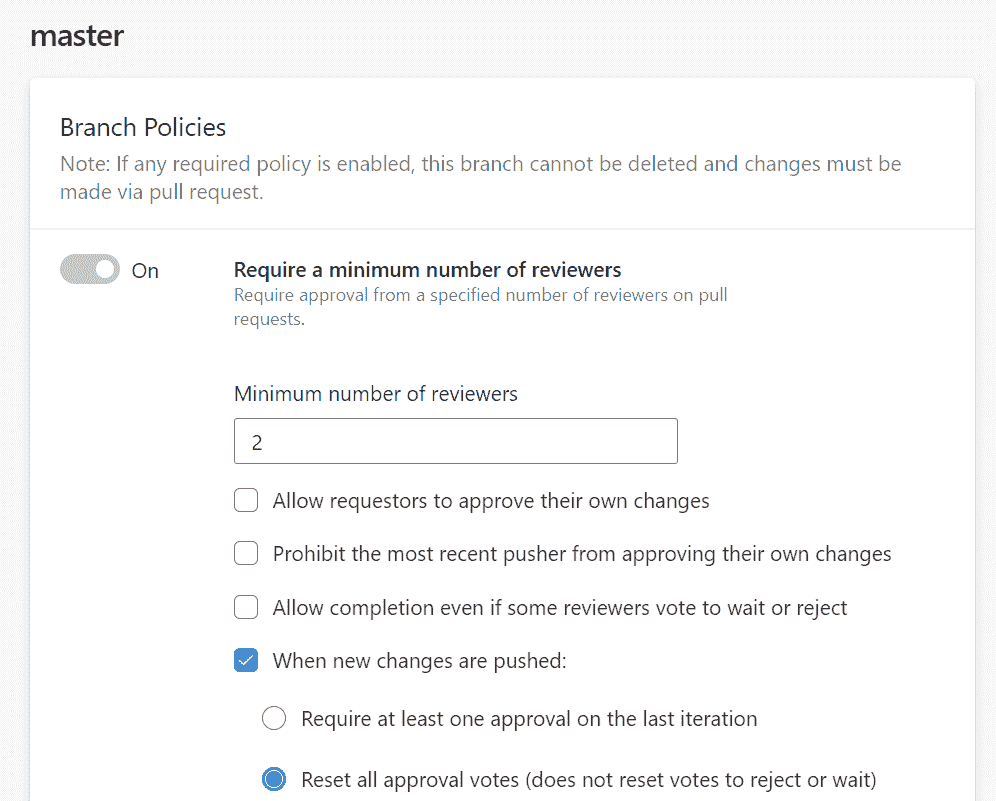 master
Branch Policies
Note: If any required policy is enabled, this branch cannot be deleted and changes must be
made via pull request.
On
Require a minimum number of reviewers
Require approval from a specified number of reviewers on pull
requests.
Minimum number of reviewers
2
Allow requestors to approve their own changes
Prohibit the most recent pusher from approving their own changes
Allow completion even if some reviewers vote to wait or reject
When new changes are pushed:
Require at least one approval on the last iteration
Reset all approval votes (does not reset votes to reject or wait)